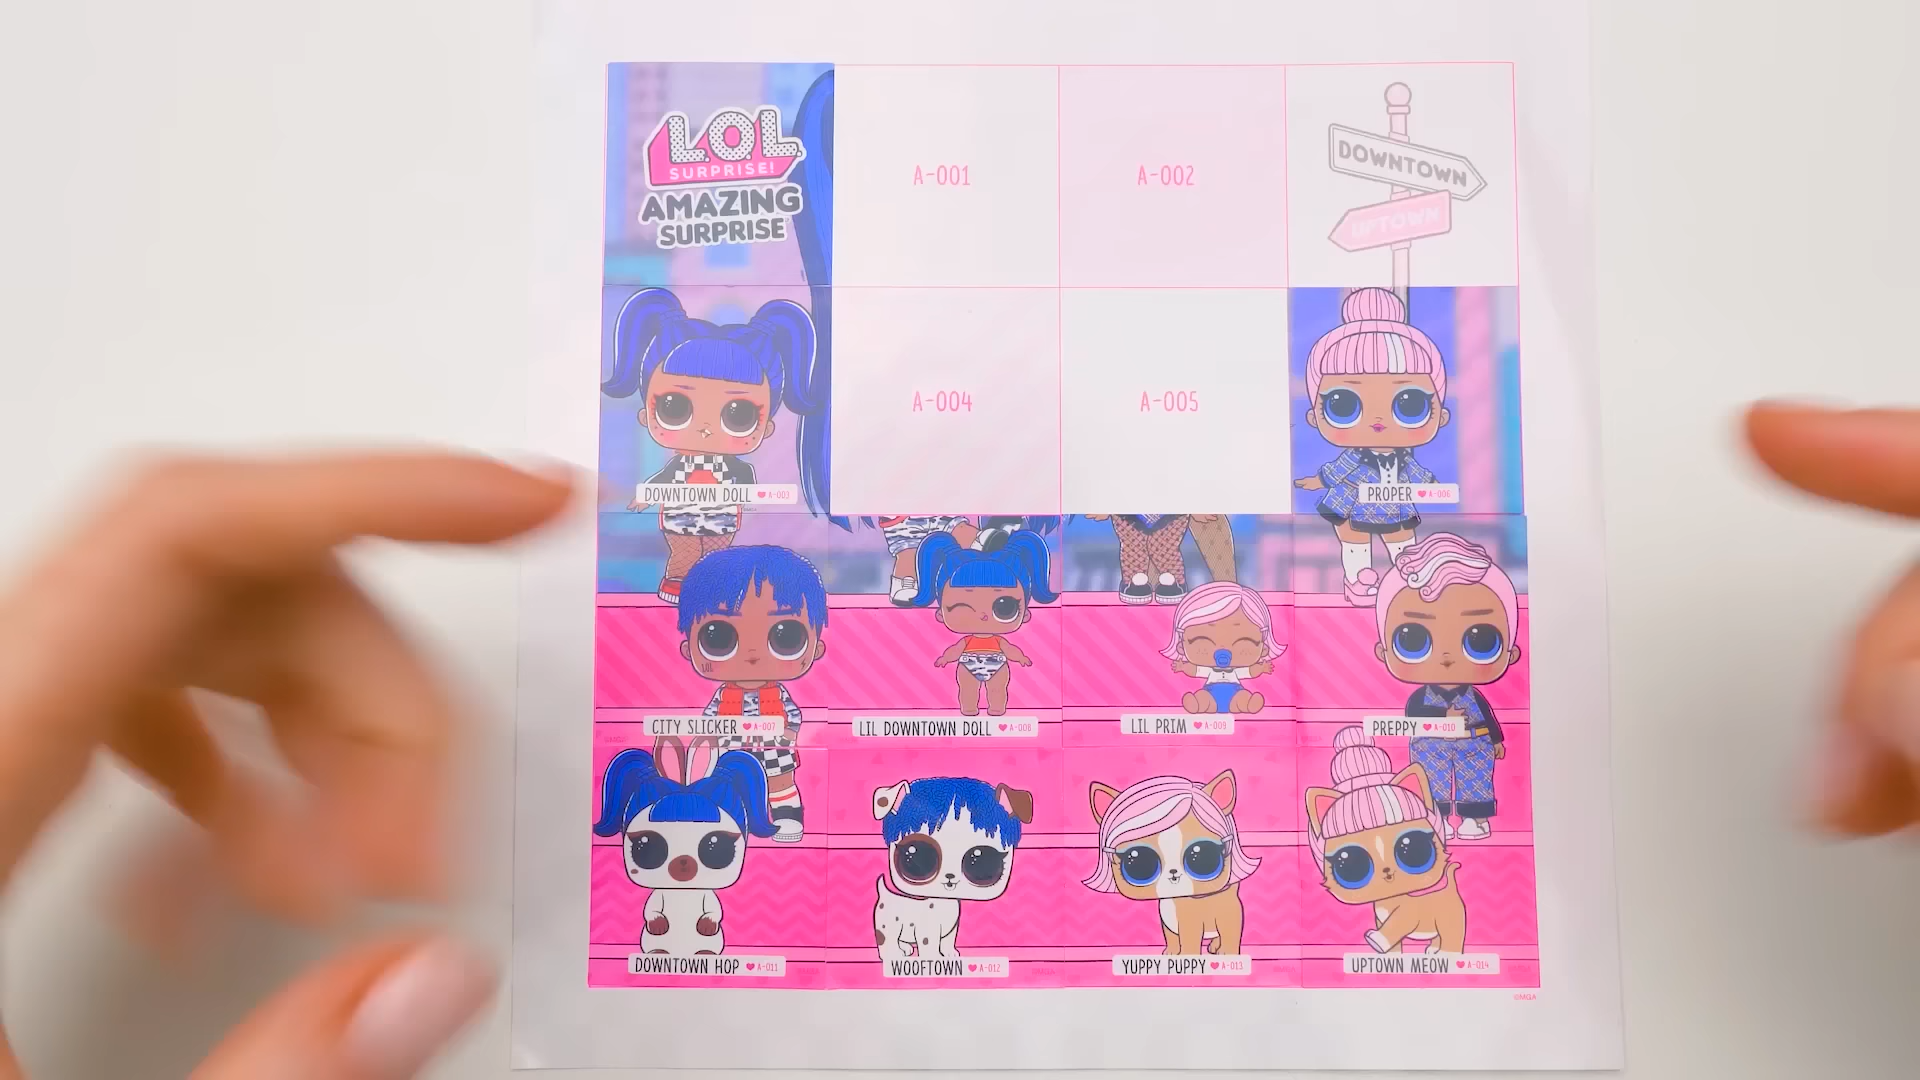 L.O.L.
SURPRISE!
AMAZING
SURPRISE
A-001
A-002
DOWNTOWN
UPTOWN
DOWNTOWN DOLL A-003
A-004
A-005
PROPER A-006
CITY SLICKER A-007
LIL DOWNTOWN DOLL A-008
LIL PRIM A-009
PREPPY A-010
DOWNTOWN HOP A-011
WOOFTOWN A-012
YUPPY PUPPY A-013
UPTOWN MEOW A-014
©MGA